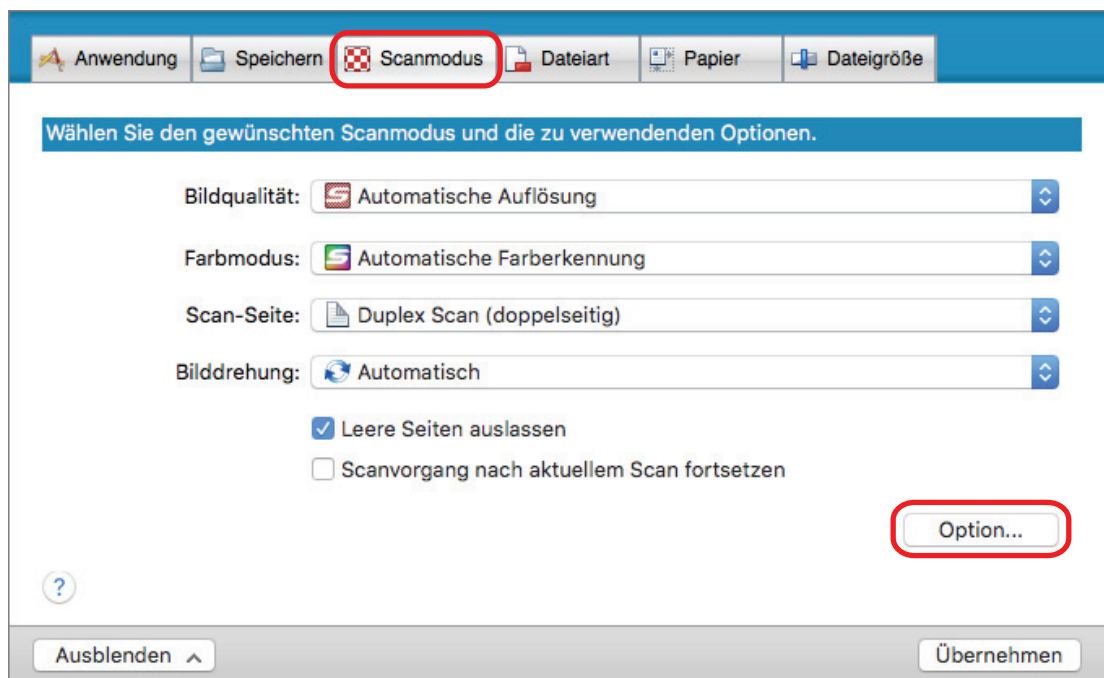 Anwendung Speichern Scanmodus Dateiart Papier Dateigröße
Wählen Sie den gewünschten Scanmodus und die zu verwendenden Optionen.
Bildqualität: Automatische Auflösung
Farbmodus: Automatische Farberkennung
Scan-Seite: Duplex Scan (doppelseitig)
Bilddrehung: Automatisch
Leere Seiten auslassen
Scanvorgang nach aktuellem Scan fortsetzen
Option...
?
Ausblenden Übernehmen